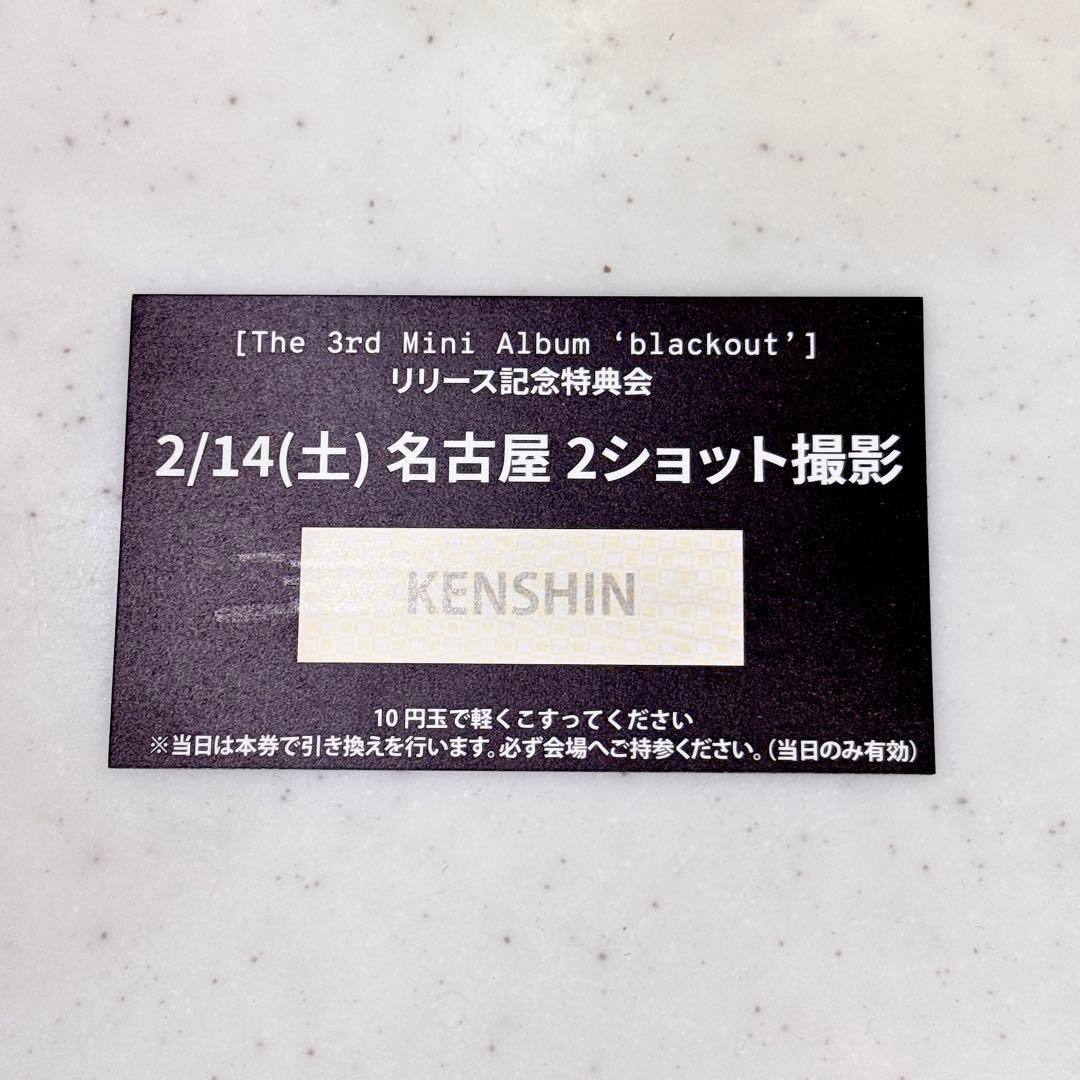 [The 3rd Mini Album ‘blackout’]
リリース記念特典会
2/14(土) 名古屋 2ショット撮影
KENSHIN
10円玉で軽くこすってください
※当日は本券で引き換えを行います。必ず会場へご持参ください。(当日のみ有効)